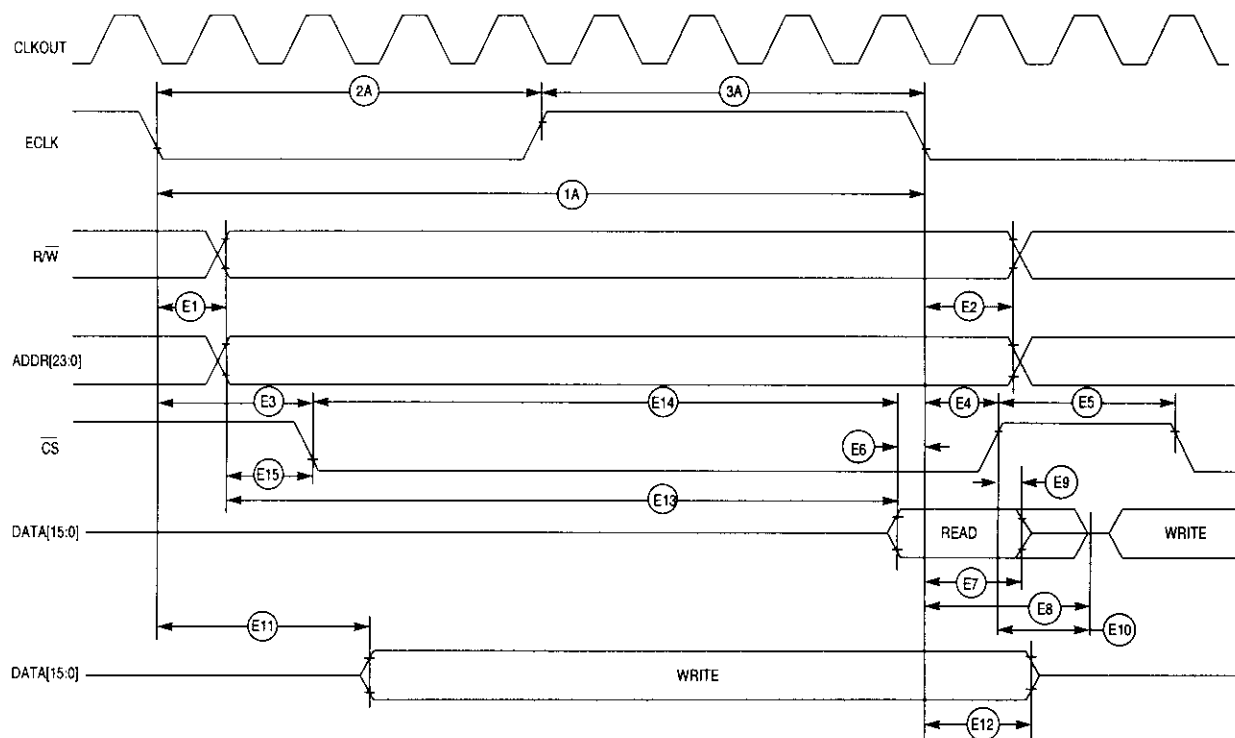 CLKOUT
2A
3A
ECLK
1A
R/W
E1
E2
ADDR[23:0]
E3
E14
E4
E5
CS
E6
E15
E9
E13
DATA[15:0]
READ
WRITE
E7
E8
E10
E11
DATA[15:0]
WRITE
E12